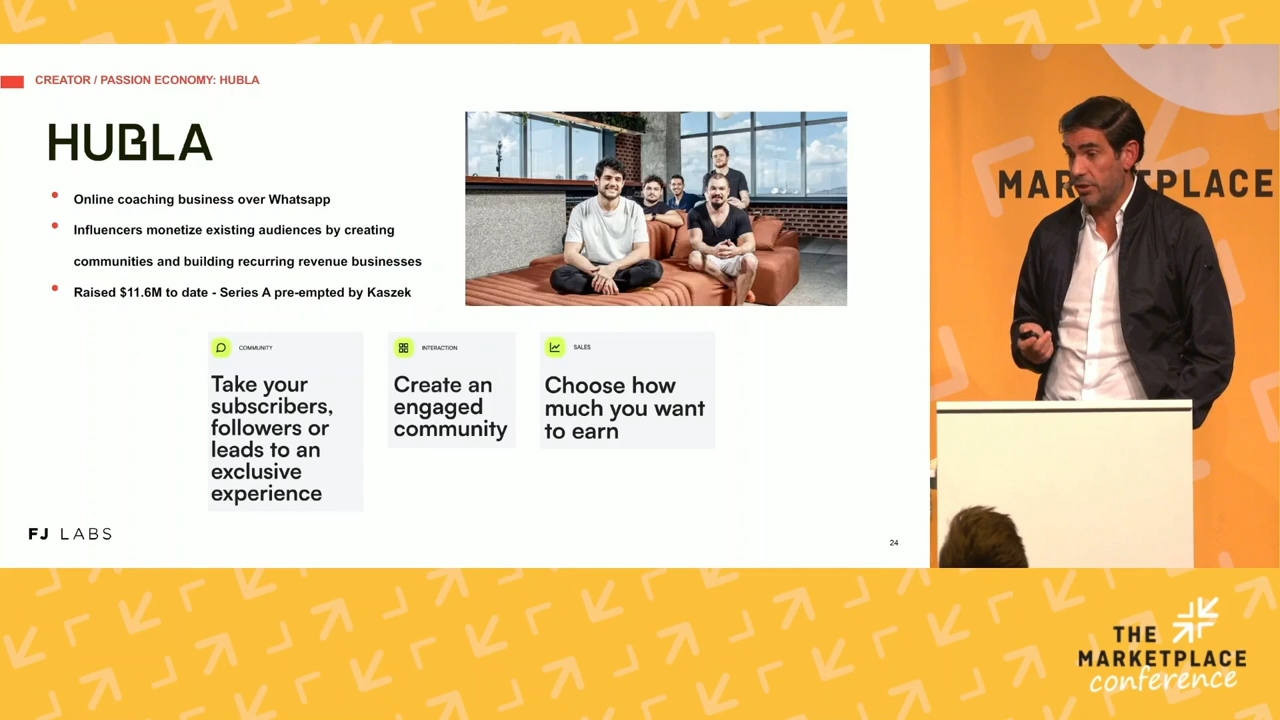 CREATOR / PASSION ECONOMY: HUBLA
HUBLA
Online coaching business over Whatsapp
Influencers monetize existing audiences by creating
communities and building recurring revenue businesses
Raised $11.6M to date - Series A pre-empted by Kaszek
COMMUNITY
Take your
subscribers,
followers or
leads to an
exclusive
experience
INTERACTION
Create an
engaged
community
SALES
Choose how
much you want
to earn
FJ LABS
24
MARKETPLACE
THE
MARKETPLACE
conference